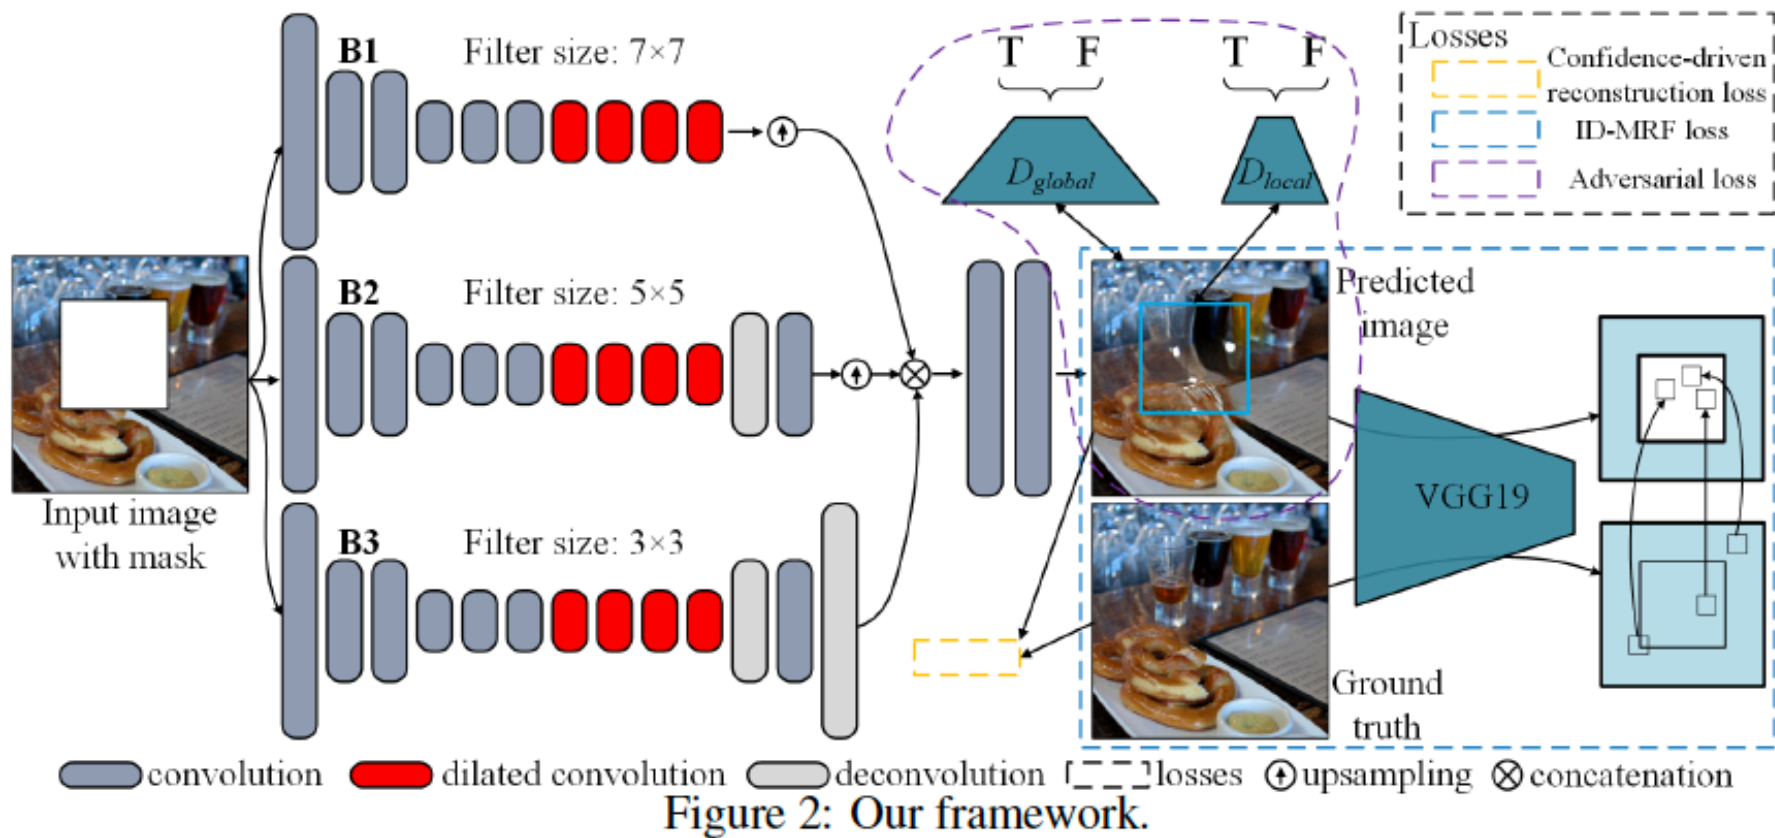 B1 Filter size: 7×7
T F
T F
Losses
Confidence-driven
reconstruction loss
ID-MRF loss
Adversarial loss
D_global
D_local
B2 Filter size: 5×5
Predicted
image
Input image
with mask
B3 Filter size: 3×3
VGG19
Ground
truth
convolution dilated convolution deconvolution losses upsampling concatenation
Figure 2: Our framework.